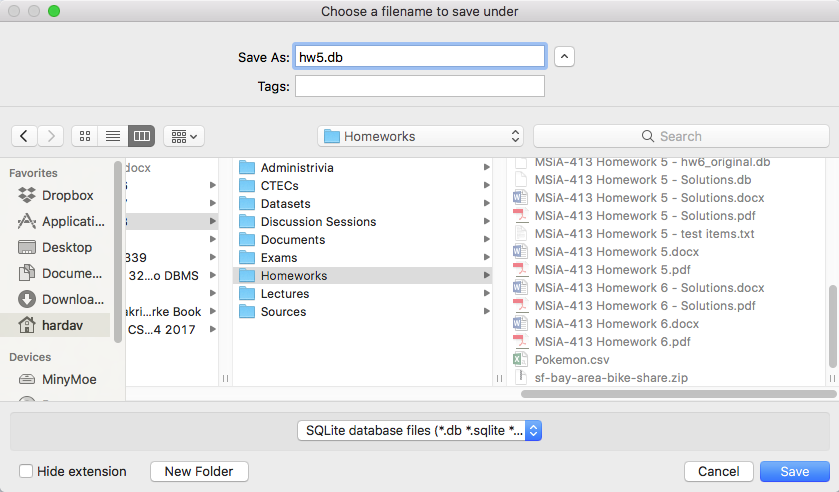 Choose a filename to save under
Save As: hw5.db
Tags:
Homeworks
Search
Favorites
Dropbox
Applicati...
Desktop
Docume...
Downloa...
hardav
Devices
MinyMoe
docx
339
32...o DBMS
akri...rke Book
CS...4 2017
Administrivia
CTECs
Datasets
Discussion Sessions
Documents
Exams
Homeworks
Lectures
Sources
MSiA-413 Homework 5 - hw6_original.db
MSiA-413 Homework 5 - Solutions.db
MSiA-413 Homework 5 - Solutions.docx
MSiA-413 Homework 5 - Solutions.pdf
MSiA-413 Homework 5 - test items.txt
MSiA-413 Homework 5.docx
MSiA-413 Homework 5.pdf
MSiA-413 Homework 6 - Solutions.docx
MSiA-413 Homework 6 - Solutions.pdf
MSiA-413 Homework 6.docx
MSiA-413 Homework 6.pdf
Pokemon.csv
sf-bay-area-bike-share.zip
SQLite database files (*.db *.sqlite *...
Hide extension
New Folder
Cancel
Save